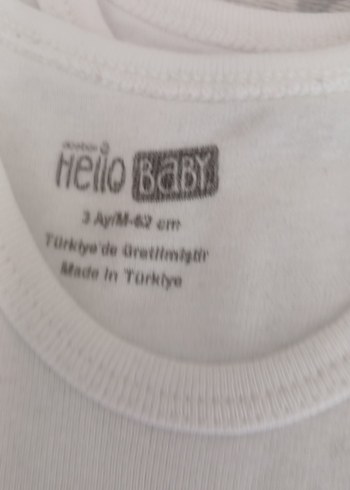 Hello BABY
3 Ay/M-62 cm
Türkiye'de Üretilmiştir
Made in Türkiye